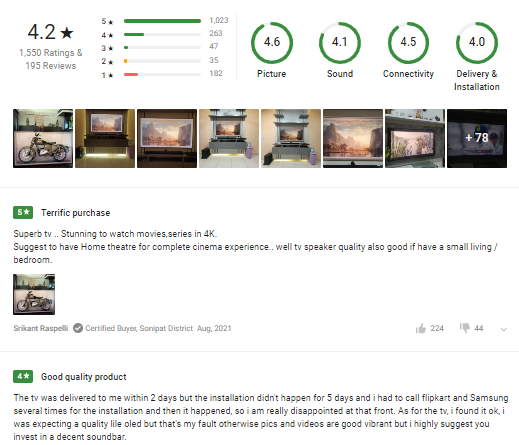 4.2★
1,550 Ratings &
195 Reviews
5★ 1,023
4★ 263
3★ 47
2★ 35
1★ 182
4.6 4.1 4.5 4.0
Picture Sound Connectivity Delivery &
Installation
+ 78
5★ Terrific purchase
Superb tv .. Stunning to watch movies,series in 4K.
Suggest to have Home theatre for complete cinema experience.. well tv speaker quality also good if have a small living /
bedroom.
Srikant Raspelli Certified Buyer, Sonipat District Aug, 2021 224 44
4★ Good quality product
The tv was delivered to me within 2 days but the installation didn't happen for 5 days and i had to call flipkart and Samsung
several times for the installation and then it happened, so i am really disappointed at that front. As for the tv, i found it ok, i
was expecting a quality lile oled but that's my fault otherwise pics and videos are good vibrant but i highly suggest you
invest in a decent soundbar.